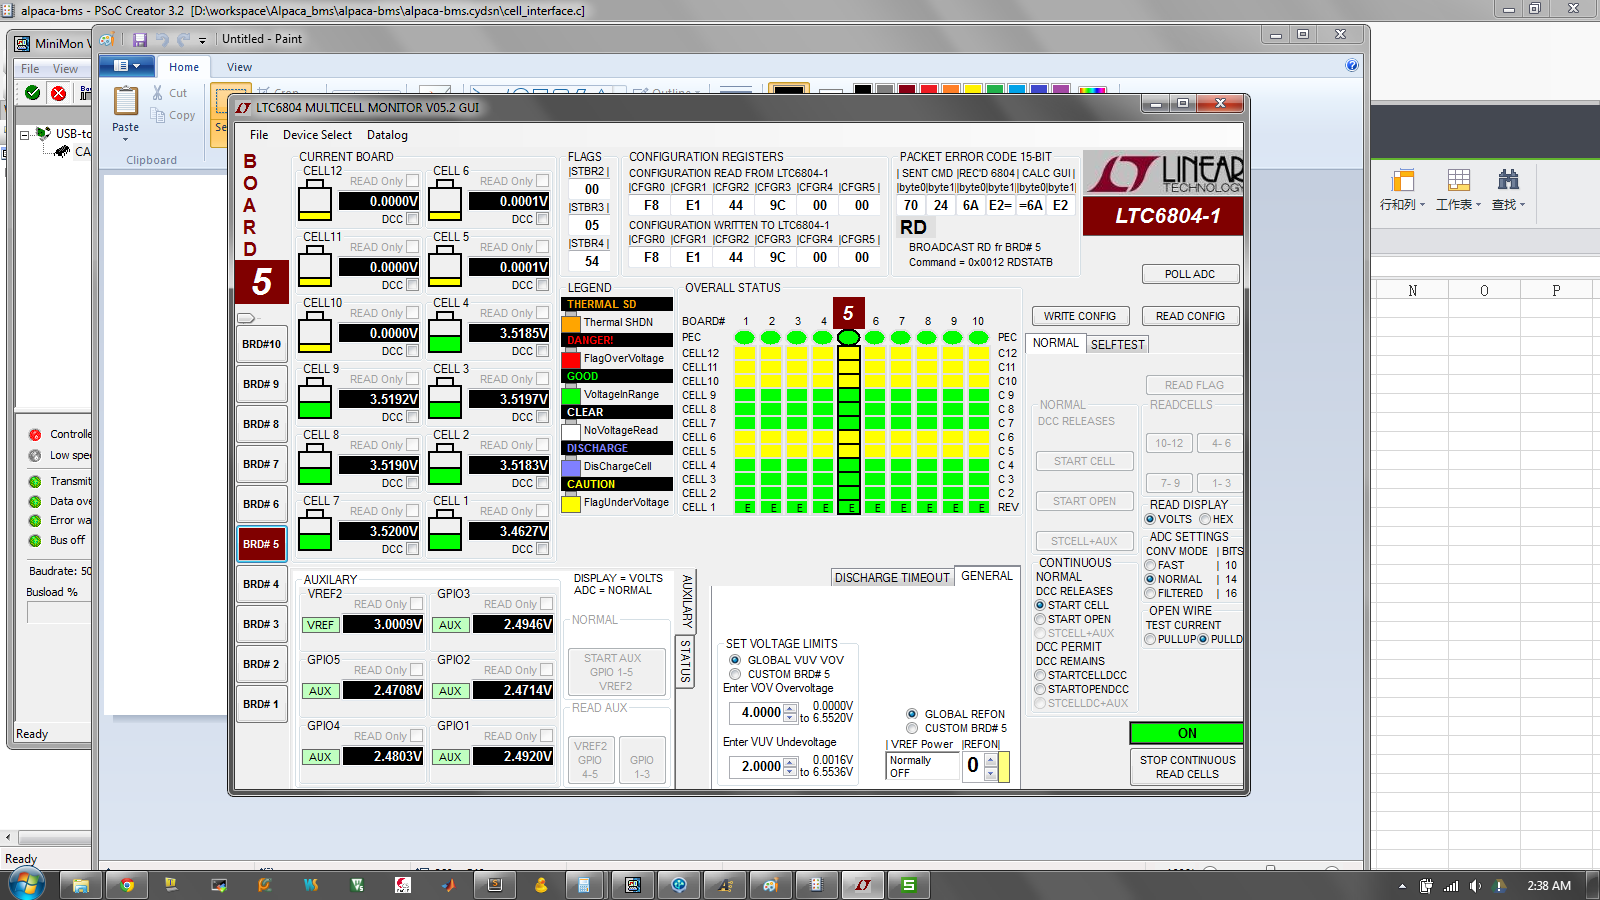 alpaca-bms - PSoC Creator 3.2 [D:\workspace\Alpaca_bms\alpaca-bms\alpaca-bms.cydsn\cell_interface.c]
MiniMon V
File View
USB-to
CA
Controlle
Low spe
Transmit
Data ove
Error wa
Bus off
Baudrate: 50
Busload %
Ready
Ready
Untitled - Paint
Home View
Paste
Cut
Copy
Clipboard
Crop
Outline
Se
LTC6804 MULTICELL MONITOR V05.2 GUI
File Device Select Datalog
B
O
A
R
D
5
BRD#10
BRD# 9
BRD# 8
BRD# 7
BRD# 6
BRD# 5
BRD# 4
BRD# 3
BRD# 2
BRD# 1
CURRENT BOARD
CELL12 READ Only 0.0000V DCC
CELL 6 READ Only 0.0001V DCC
CELL11 READ Only 0.0000V DCC
CELL 5 READ Only 0.0001V DCC
CELL10 READ Only 0.0000V DCC
CELL 4 READ Only 3.5185V DCC
CELL 9 READ Only 3.5192V DCC
CELL 3 READ Only 3.5197V DCC
CELL 8 READ Only 3.5190V DCC
CELL 2 READ Only 3.5183V DCC
CELL 7 READ Only 3.5200V DCC
CELL 1 READ Only 3.4627V DCC
FLAGS
|STBR2|
00
|STBR3|
05
|STBR4|
54
CONFIGURATION REGISTERS
CONFIGURATION READ FROM LTC6804-1
|CFGR0 |CFGR1 |CFGR2 |CFGR3 |CFGR4 |CFGR5 |
F8 E1 44 9C 00 00
CONFIGURATION WRITTEN TO LTC6804-1
|CFGR0 |CFGR1 |CFGR2 |CFGR3 |CFGR4 |CFGR5 |
F8 E1 44 9C 00 00
PACKET ERROR CODE 15-BIT
| SENT CMD |REC'D 6804 | CALC GUI |
|byte0|byte1|byte0|byte1|byte0|byte1|
70 24 6A E2= =6A E2
RD
BROADCAST RD fr BRD# 5
Command = 0x0012 RDSTATB
LINEAR
TECHNOLOGY
LTC6804-1
POLL ADC
WRITE CONFIG
READ CONFIG
LEGEND
THERMAL SD
Thermal SHDN
DANGER!
FlagOverVoltage
GOOD
VoltageInRange
CLEAR
NoVoltageRead
DISCHARGE
DisChargeCell
CAUTION
FlagUnderVoltage
OVERALL STATUS
BOARD# 1 2 3 4 5 6 7 8 9 10
PEC PEC
CELL12 C12
CELL11 C11
CELL10 C10
CELL 9 C 9
CELL 8 C 8
CELL 7 C 7
CELL 6 C 6
CELL 5 C 5
CELL 4 C 4
CELL 3 C 3
CELL 2 C 2
CELL 1 E E E E E E E E E E REV
NORMAL SELFTEST
READ FLAG
NORMAL
DCC RELEASES
START CELL
START OPEN
STCELL+AUX
READCELLS
10-12 4- 6
7- 9 1- 3
READ DISPLAY
VOLTS HEX
ADC SETTINGS
CONV MODE | BITS
FAST | 10
NORMAL | 14
FILTERED | 16
OPEN WIRE
TEST CURRENT
PULLUP PULLD
CONTINUOUS
NORMAL
DCC RELEASES
START CELL
START OPEN
STCELL+AUX
DCC PERMIT
DCC REMAINS
STARTCELLDCC
STARTOPENDCC
STCELLDC+AUX
ON
STOP CONTINUOUS
READ CELLS
AUXILARY
VREF2 READ Only
VREF 3.0009V
GPIO3 READ Only
AUX 2.4946V
GPIO5 READ Only
AUX 2.4708V
GPIO2 READ Only
AUX 2.4714V
GPIO4 READ Only
AUX 2.4803V
GPIO1 READ Only
AUX 2.4920V
DISPLAY = VOLTS
ADC = NORMAL
NORMAL
START AUX
GPIO 1-5
VREF2
READ AUX
VREF2
GPIO
4-5
GPIO
1-3
AUXILARY
STATUS
DISCHARGE TIMEOUT GENERAL
SET VOLTAGE LIMITS
GLOBAL VUV VOV
CUSTOM BRD# 5
Enter VOV Overvoltage
4.0000 0.0000V
to 6.5520V
Enter VUV Undevoltage
2.0000 0.0016V
to 6.5536V
GLOBAL REFON
CUSTOM BRD# 5
| VREF Power |REFON|
Normally
OFF
0
行和列 工作表 查找
N O P
2:38 AM